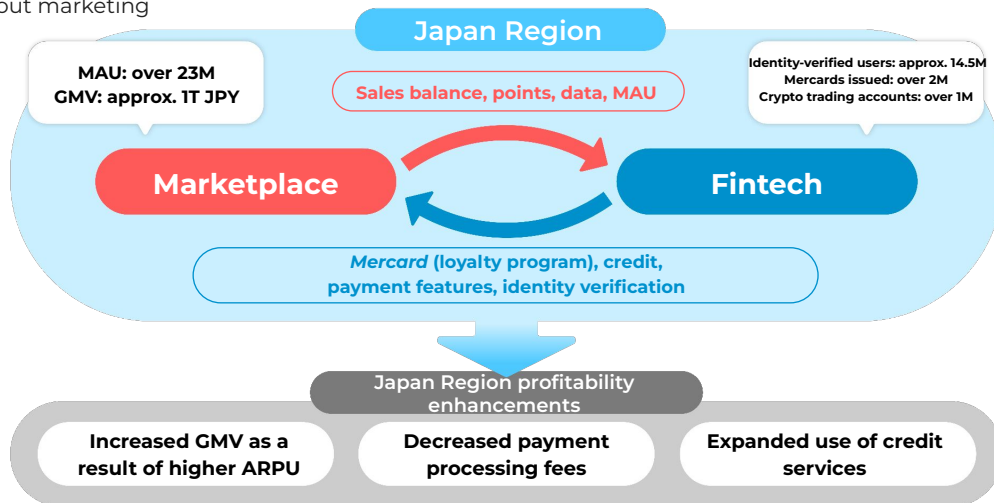 out marketing
Japan Region
MAU: over 23M
GMV: approx. 1T JPY
Identity-verified users: approx. 14.5M
Mercards issued: over 2M
Crypto trading accounts: over 1M
Sales balance, points, data, MAU
Marketplace
Fintech
Mercard (loyalty program), credit,
payment features, identity verification
Japan Region profitability
enhancements
Increased GMV as a
result of higher ARPU
Decreased payment
processing fees
Expanded use of credit
services